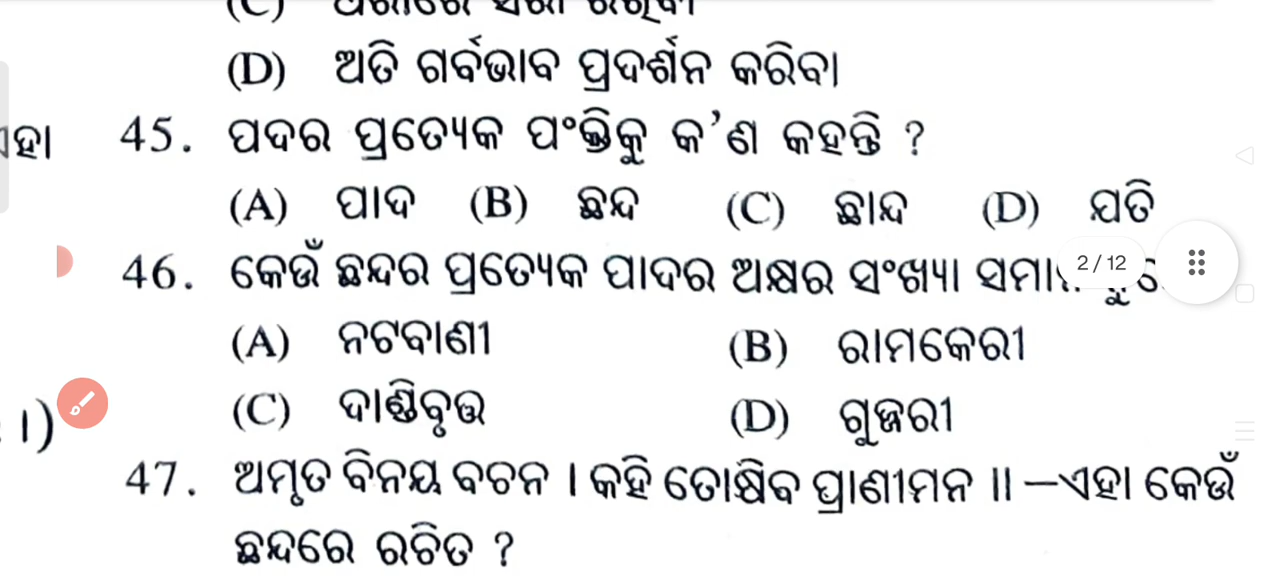 (D) ଅତି ଗର୍ବଭାବ ପ୍ରଦର୍ଶନ କରିବା
ଏହା 45. ପଦର ପ୍ରତ୍ୟେକ ପଂକ୍ତିକୁ କ'ଣ କହନ୍ତି ?
(A) ପାଦ (B) ଛନ୍ଦ (C) ଛାନ୍ଦ (D) ଯତି
46. କେଉଁ ଛନ୍ଦର ପ୍ରତ୍ୟେକ ପାଦର ଅକ୍ଷର ସଂଖ୍ୟା
2/12
(A) ନଟବାଣୀ (B) ରାମକେରୀ
(C) ଦାଣ୍ଡିବୃତ୍ତ (D) ଗୁଜ୍ଜରୀ
।)
47. ଅମୃତ ବିନୟ ବଚନ । କହି ତୋଷିବ ପ୍ରାଣୀମନ ॥ —ଏହା କେଉଁ
ଛନ୍ଦରେ ରଚିତ ?